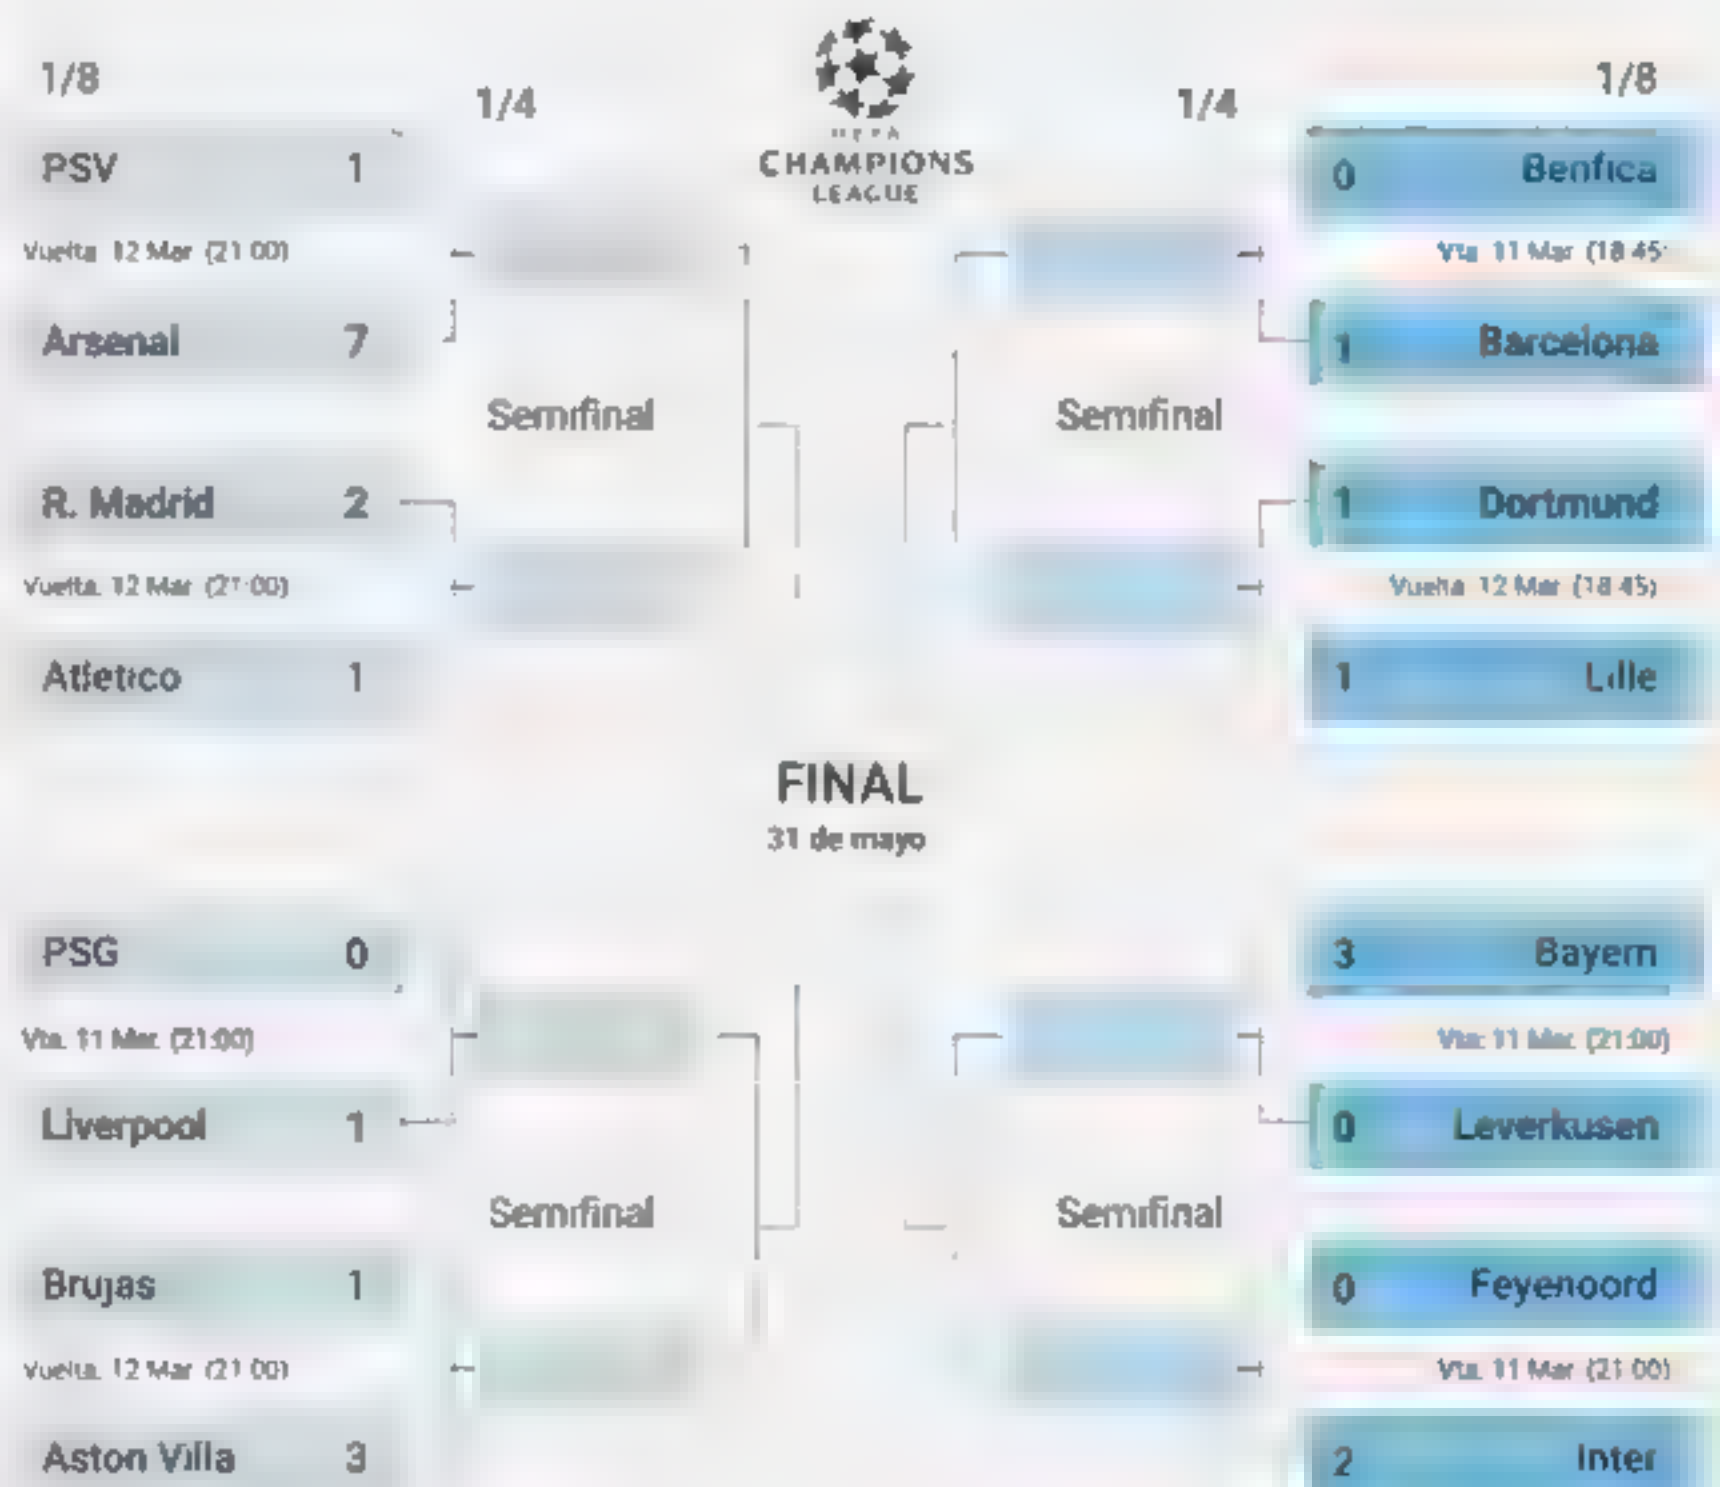 1/8
1/4
UEFA
CHAMPIONS
LEAGUE
1/4
1/8
PSV 1
Vuelta. 12 Mar (21:00)
Arsenal 7
Semifinal
R. Madrid 2
Vuelta. 12 Mar (21:00)
Atletico 1
0 Benfica
Vta. 11 Mar (18:45)
1 Barcelona
Semifinal
1 Dortmund
Vuelta. 12 Mar (18:45)
1 Lille
FINAL
31 de mayo
PSG 0
Vta. 11 Mar. (21:00)
Liverpool 1
Semifinal
Brujas 1
Vuelta. 12 Mar (21:00)
Aston Villa 3
3 Bayern
Vta. 11 Mar. (21:00)
0 Leverkusen
Semifinal
0 Feyenoord
Vta. 11 Mar (21:00)
2 Inter